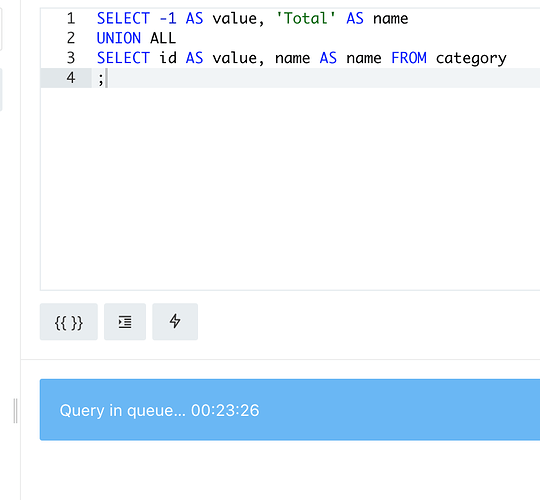 1 SELECT -1 AS value, 'Total' AS name
2 UNION ALL
3 SELECT id AS value, name AS name FROM category
4 ;
{{ }}
Query in queue... 00:23:26